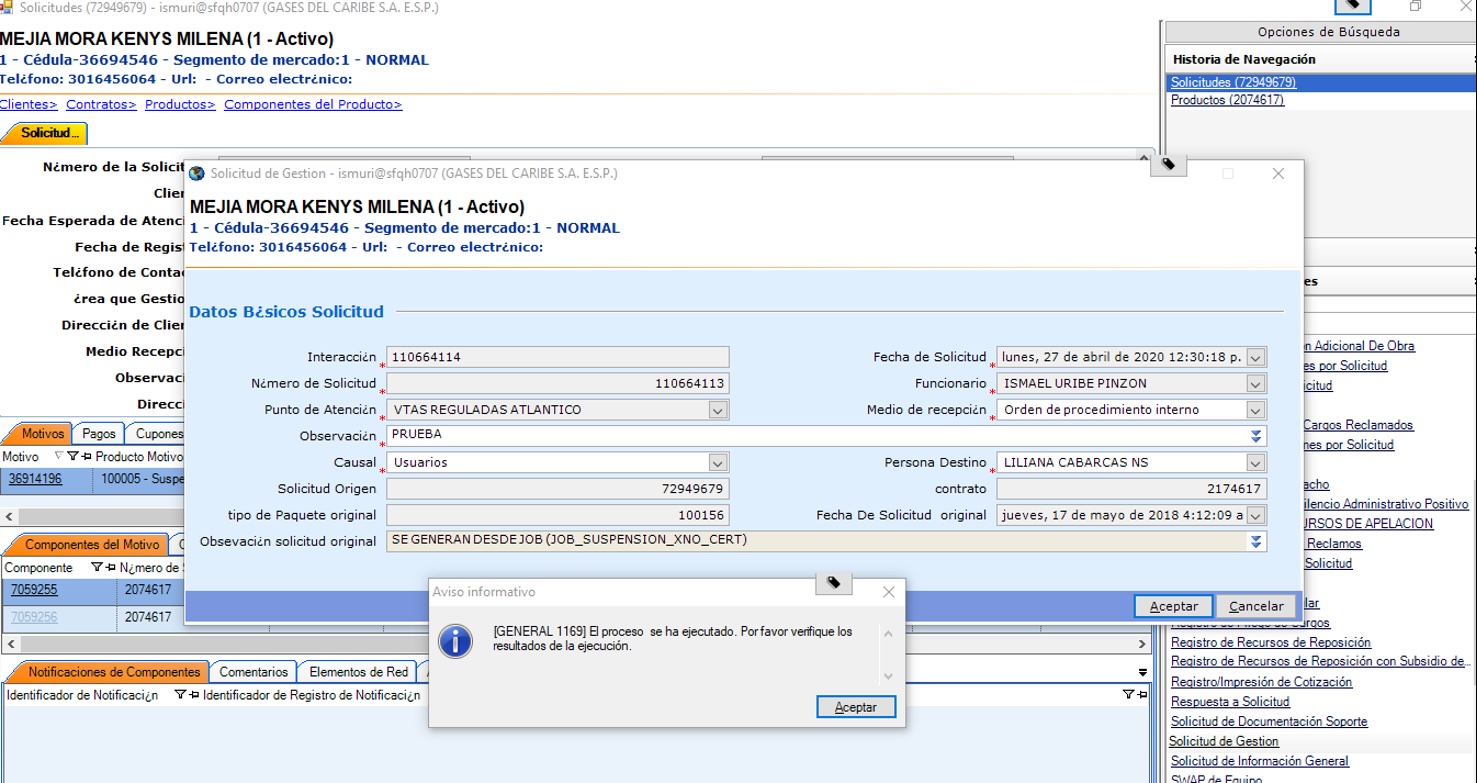 Solicitudes (72949679) - ismuri@sfqh0707 (GASES DEL CARIBE S.A. E.S.P.)
MEJIA MORA KENYS MILENA (1 - Activo)
1 - Cédula-36694546 - Segmento de mercado:1 - NORMAL
Tel¿fono: 3016456064 - Url: - Correo electr¿nico:
Clientes> Contratos> Productos> Componentes del Producto>
Solicitud...
N¿mero de la Solicit
Clier
Fecha Esperada de Atenci
Fecha de Regist
Tel¿fono de Contac
¿rea que Gestio
Direcci¿n de Clier
Medio Recepci
Observaci
Direcci
Motivos Pagos Cupones
Motivo Producto Motivo
36914196 100005 - Suspe
Componentes del Motivo
Componente N¿mero de
7059255 2074617
7059256 2074617
Notificaciones de Componentes Comentarios Elementos de Red
Identificador de Notificaci¿n Identificador de Registro de Notificaci¿n
Solicitud de Gestion - ismuri@sfqh0707 (GASES DEL CARIBE S.A. E.S.P.)
MEJIA MORA KENYS MILENA (1 - Activo)
1 - Cédula-36694546 - Segmento de mercado:1 - NORMAL
Tel¿fono: 3016456064 - Url: - Correo electr¿nico:
Datos B¿sicos Solicitud
Interacci¿n 110664114 Fecha de Solicitud lunes, 27 de abril de 2020 12:30:18 p.
N¿mero de Solicitud 110664113 Funcionario ISMAEL URIBE PINZON
Punto de Atenci¿n VTAS REGULADAS ATLANTICO Medio de recepci¿n Orden de procedimiento interno
Observaci¿n PRUEBA
Causal Usuarios Persona Destino LILIANA CABARCAS NS
Solicitud Origen 72949679 contrato 2174617
tipo de Paquete original 100156 Fecha De Solicitud original jueves, 17 de mayo de 2018 4:12:09 a
Obsevaci¿n solicitud original SE GENERAN DESDE JOB (JOB_SUSPENSION_XNO_CERT)
Aceptar Cancelar
Aviso informativo
[GENERAL 1169] El proceso se ha ejecutado. Por favor verifique los
resultados de la ejecución.
Aceptar
Opciones de Búsqueda
Historia de Navegación
Solicitudes (72949679)
Productos (2074617)
es
n Adicional De Obra
es por Solicitud
icitud
Cargos Reclamados
nes por Solicitud
acho
ilencio Administrativo Positivo
URSOS DE APELACION
Reclamos
Solicitud
lar
Registro de Pliego de Cargos
Registro de Recursos de Reposición
Registro de Recursos de Reposición con Subsidio de...
Registro/Impresión de Cotización
Respuesta a Solicitud
Solicitud de Documentación Soporte
Solicitud de Gestion
Solicitud de Información General
SWAP de Equipo